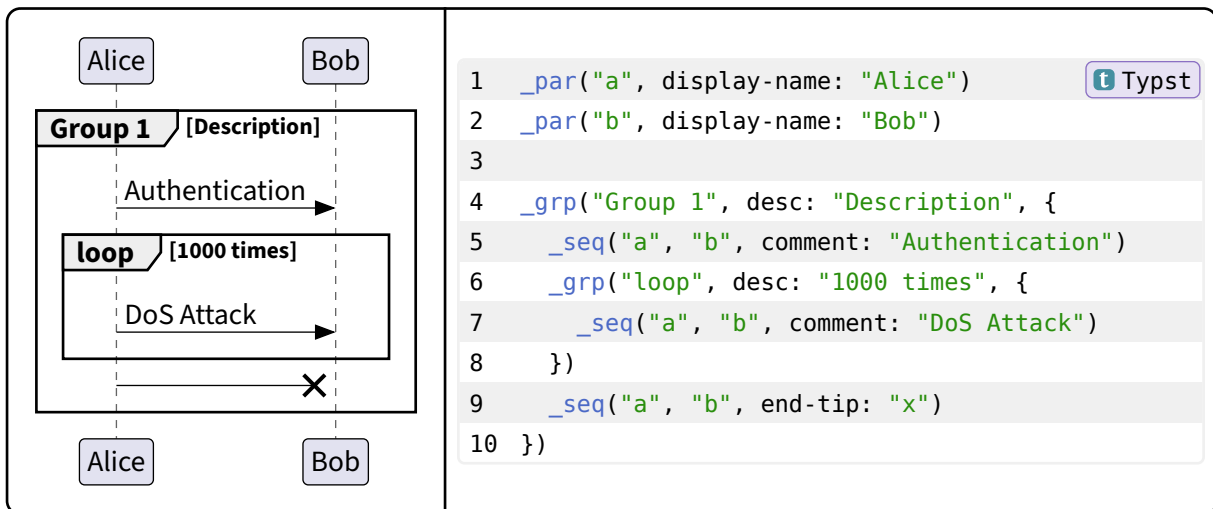 Alice Bob
Group 1 [Description]
Authentication
loop [1000 times]
DoS Attack
Alice Bob
1 _par("a", display-name: "Alice")
Typst
2 _par("b", display-name: "Bob")
3
4 _grp("Group 1", desc: "Description", {
5   _seq("a", "b", comment: "Authentication")
6   _grp("loop", desc: "1000 times", {
7     _seq("a", "b", comment: "DoS Attack")
8   })
9   _seq("a", "b", end-tip: "x")
10 })